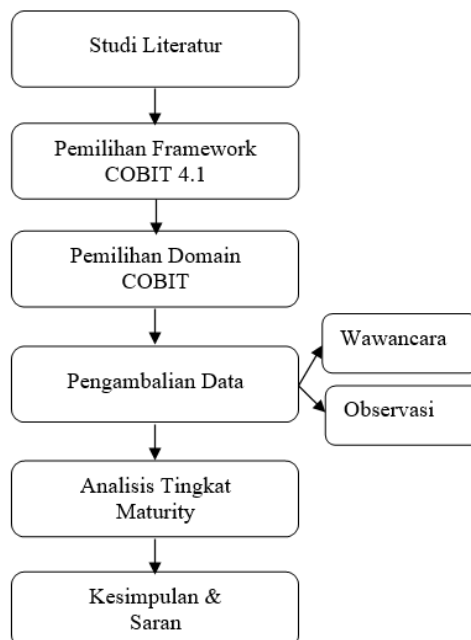 Studi Literatur
Pemilihan Framework
COBIT 4.1
Pemilihan Domain
COBIT
Pengambalian Data
Wawancara
Observasi
Analisis Tingkat
Maturity
Kesimpulan &
Saran